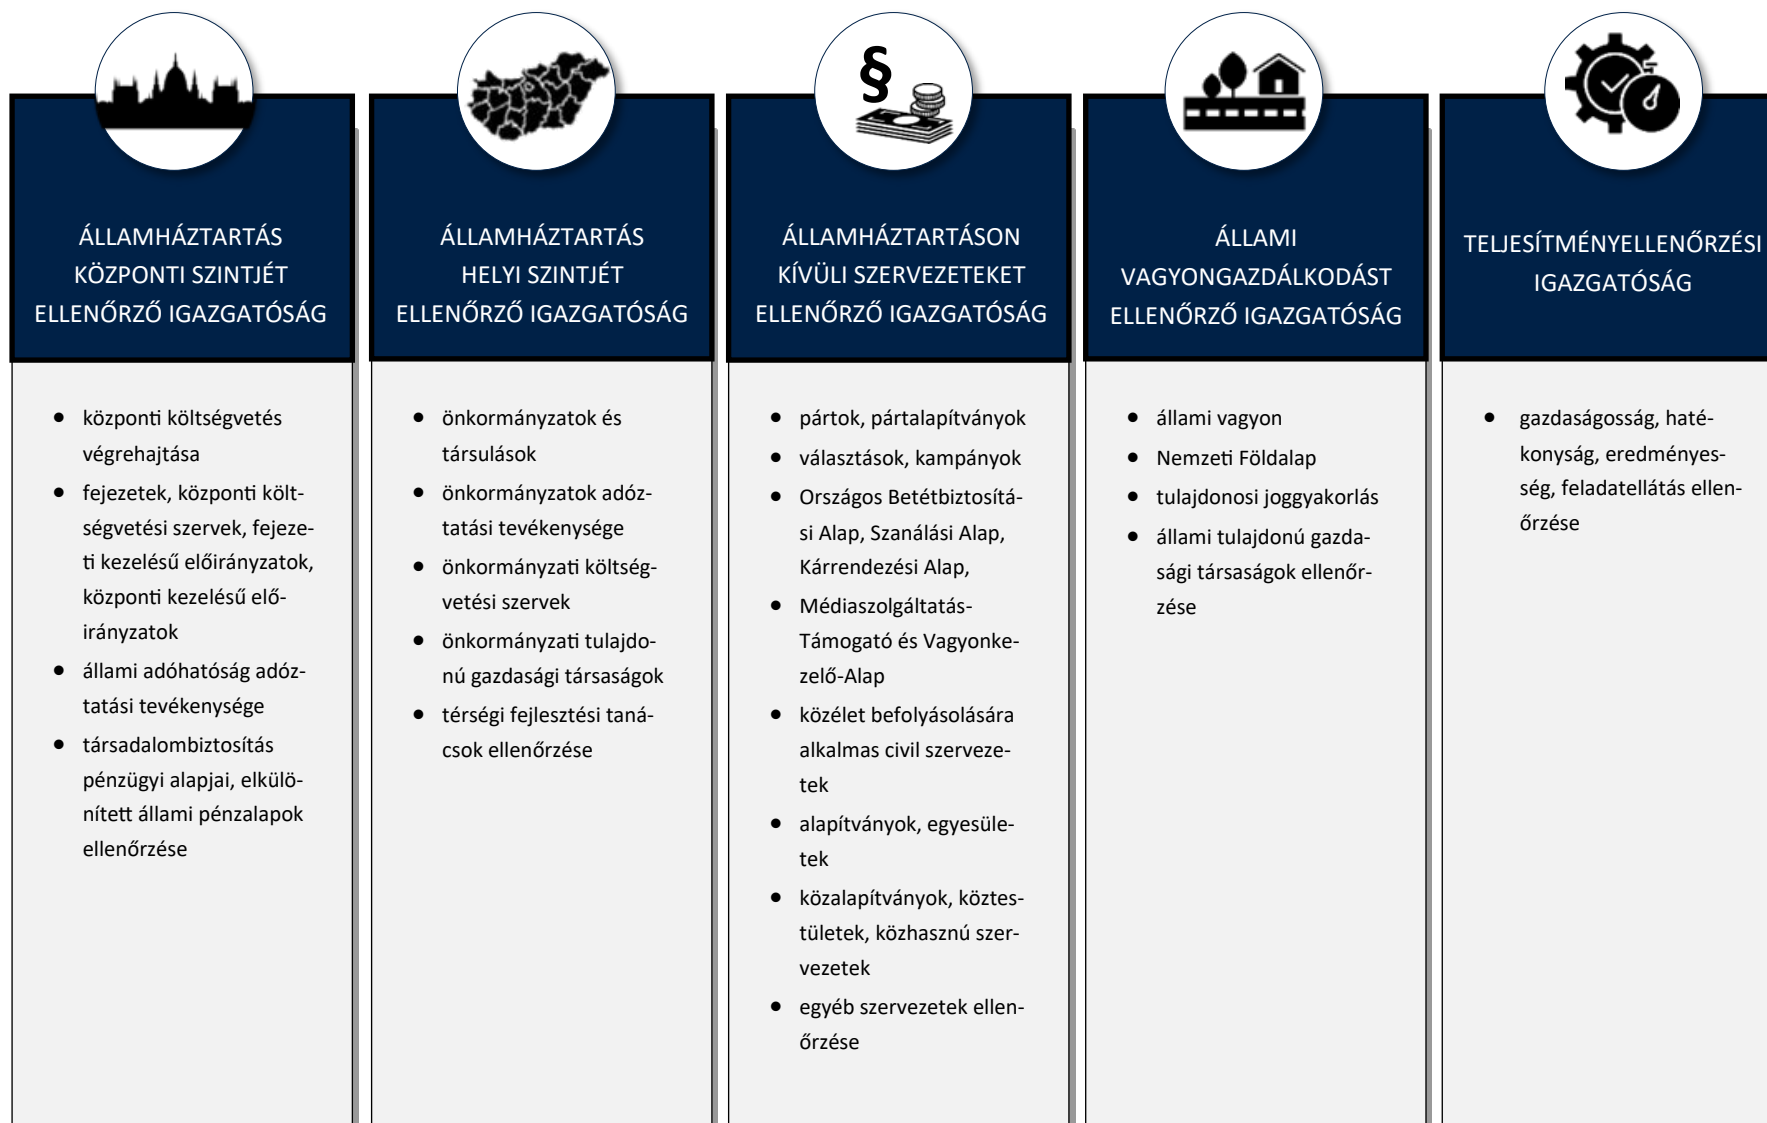 §
ÁLLAMHÁZTARTÁS
KÖZPONTI SZINTJÉT
ELLENŐRZŐ IGAZGATÓSÁG
• központi költségvetés
végrehajtása
• fejezetek, központi költ-
ségvetési szervek, fejeze-
ti kezelésű előirányzatok,
központi kezelésű elő-
irányzatok
• állami adóhatóság adóz-
tatási tevékenysége
• társadalombiztosítás
pénzügyi alapjai, elkülö-
nített állami pénzalapok
ellenőrzése
ÁLLAMHÁZTARTÁS
HELYI SZINTJÉT
ELLENŐRZŐ IGAZGATÓSÁG
• önkormányzatok és
társulások
• önkormányzatok adóz-
tatási tevékenysége
• önkormányzati költség-
vetési szervek
• önkormányzati tulajdo-
nú gazdasági társaságok
• térségi fejlesztési taná-
csok ellenőrzése
ÁLLAMHÁZTARTÁSON
KÍVÜLI SZERVEZETEKET
ELLENŐRZŐ IGAZGATÓSÁG
• pártok, pártalapítványok
• választások, kampányok
• Országos Betétbiztosítá-
si Alap, Szanálási Alap,
Kárrendezési Alap,
• Médiaszolgáltatás-
Támogató és Vagyonke-
zelő-Alap
• közélet befolyásolására
alkalmas civil szerveze-
tek
• alapítványok, egyesüle-
tek
• közalapítványok, köztes-
tületek, közhasznú szer-
vezetek
• egyéb szervezetek ellen-
őrzése
ÁLLAMI
VAGYONGAZDÁLKODÁST
ELLENŐRZŐ IGAZGATÓSÁG
• állami vagyon
• Nemzeti Földalap
• tulajdonosi joggyakorlás
• állami tulajdonú gazda-
sági társaságok ellenőr-
zése
TELJESÍTMÉNYELLENŐRZÉSI
IGAZGATÓSÁG
• gazdaságosság, haté-
konyság, eredményes-
ség, feladatellátás ellen-
őrzése